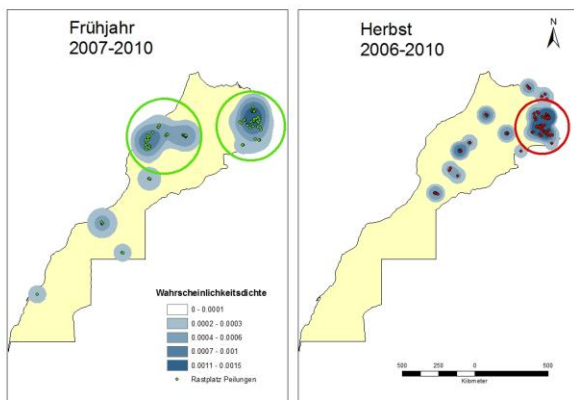 Frühjahr
2007-2010
Wahrscheinlichkeitsdichte
0 - 0.0001
0.0002 - 0.0003
0.0004 - 0.0006
0.0007 - 0.001
0.0011 - 0.0015
Rastplatz Peilungen
Herbst
2006-2010
N
500 250 0 500
Kilometer